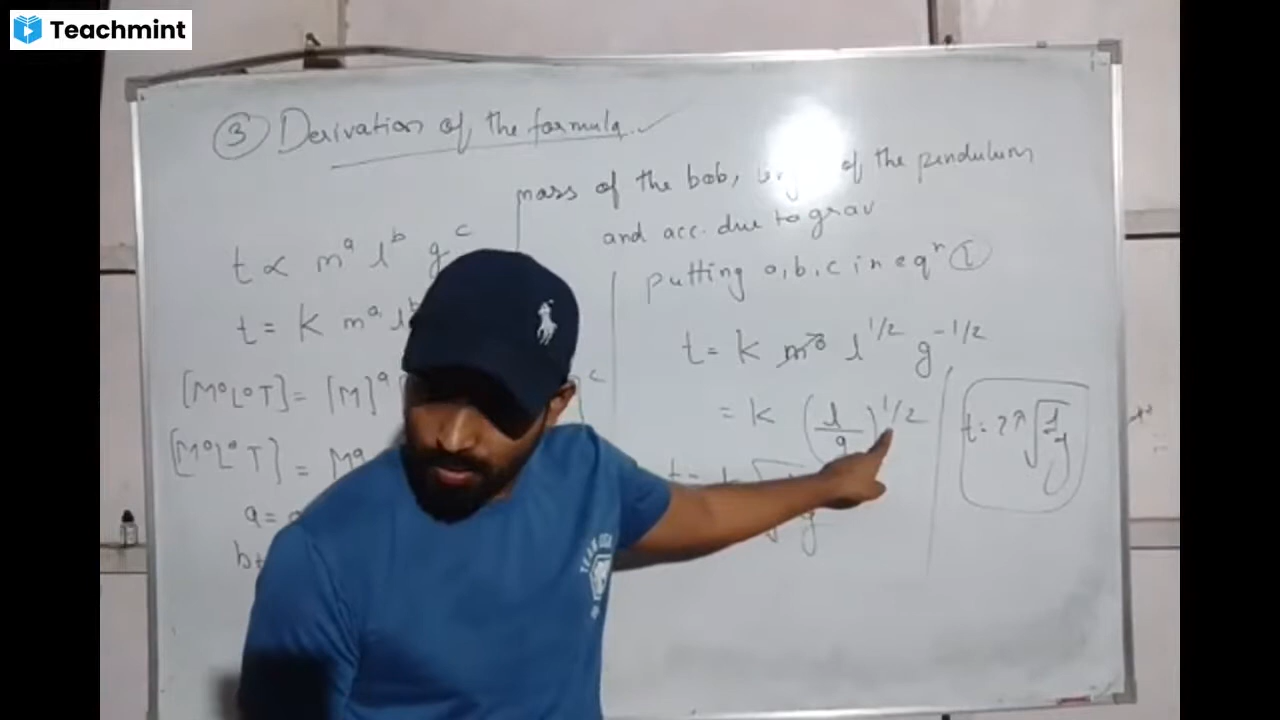 Teachmint
③ Derivation of the formula
mass of the bob, of the pendulum
and acc. due to grav
t ∝ m^a l^b g^c
t = K m^a l^b
[M⁰L⁰T] = [M]^a ]^c
[M⁰L⁰T] = M^a
a =
b+
putting a, b, c in eqⁿ ①
t = K m⁰ l^1/2 g^-1/2
= K (l/g)^1/2
t = √ g
t = 2π√l/g